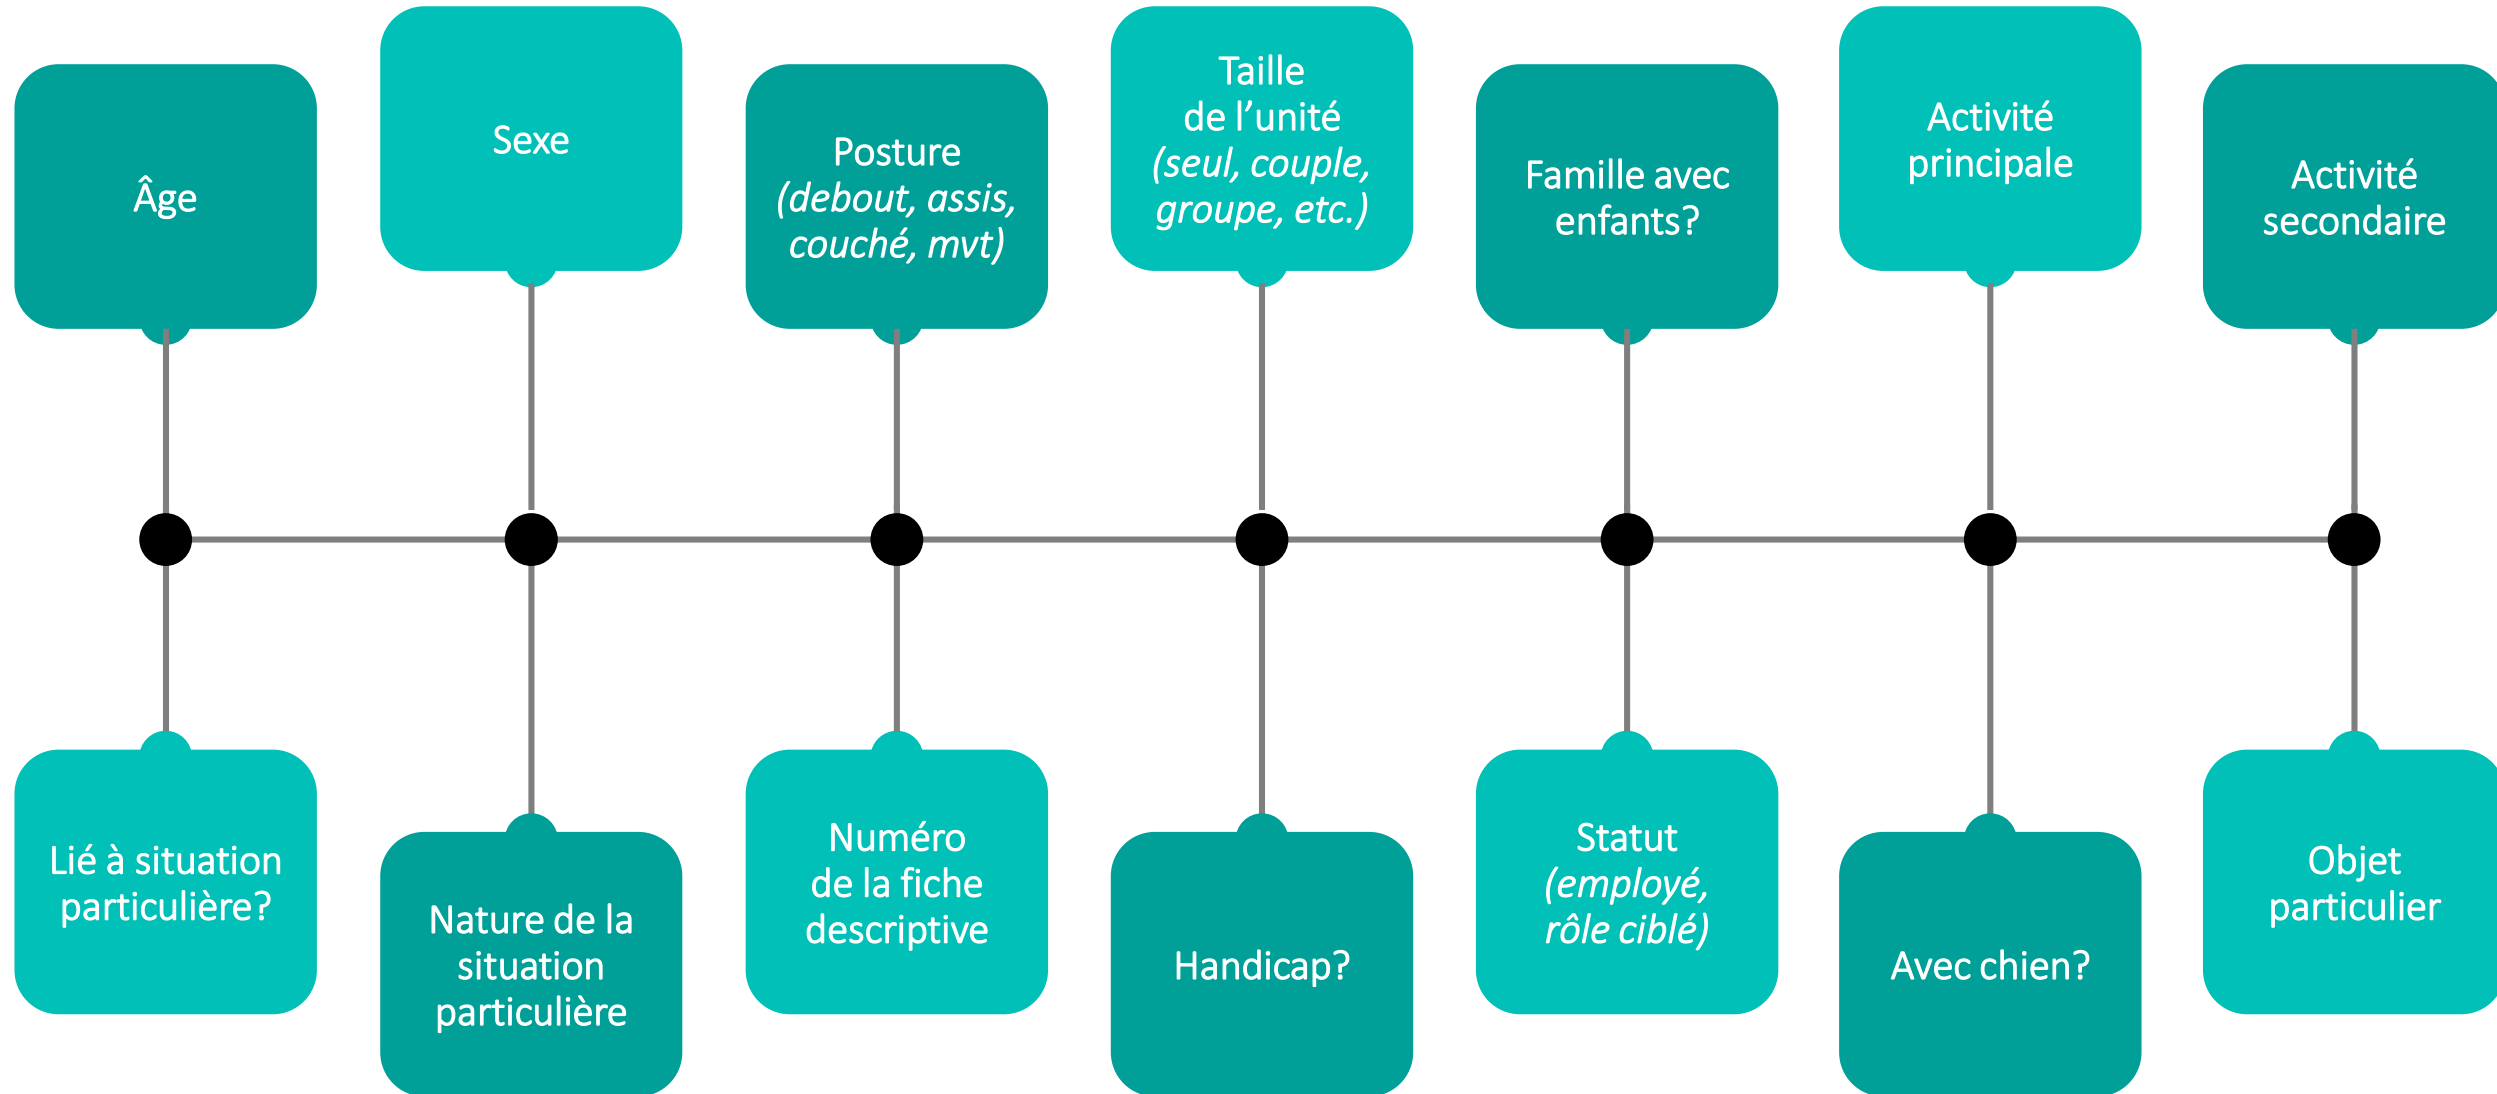 Âge
Sexe
Posture
(debout, assis,
couché, mvt)
Taille
de l'unité
(seul, couple,
groupe, etc.)
Famille avec
enfants?
Activité
principale
Activité
secondaire
Lié à situation
particulière?
Nature de la
situation
particulière
Numéro
de la fiche
descriptive
Handicap?
Statut
(employé,
rôle ciblé)
Avec chien?
Objet
particulier